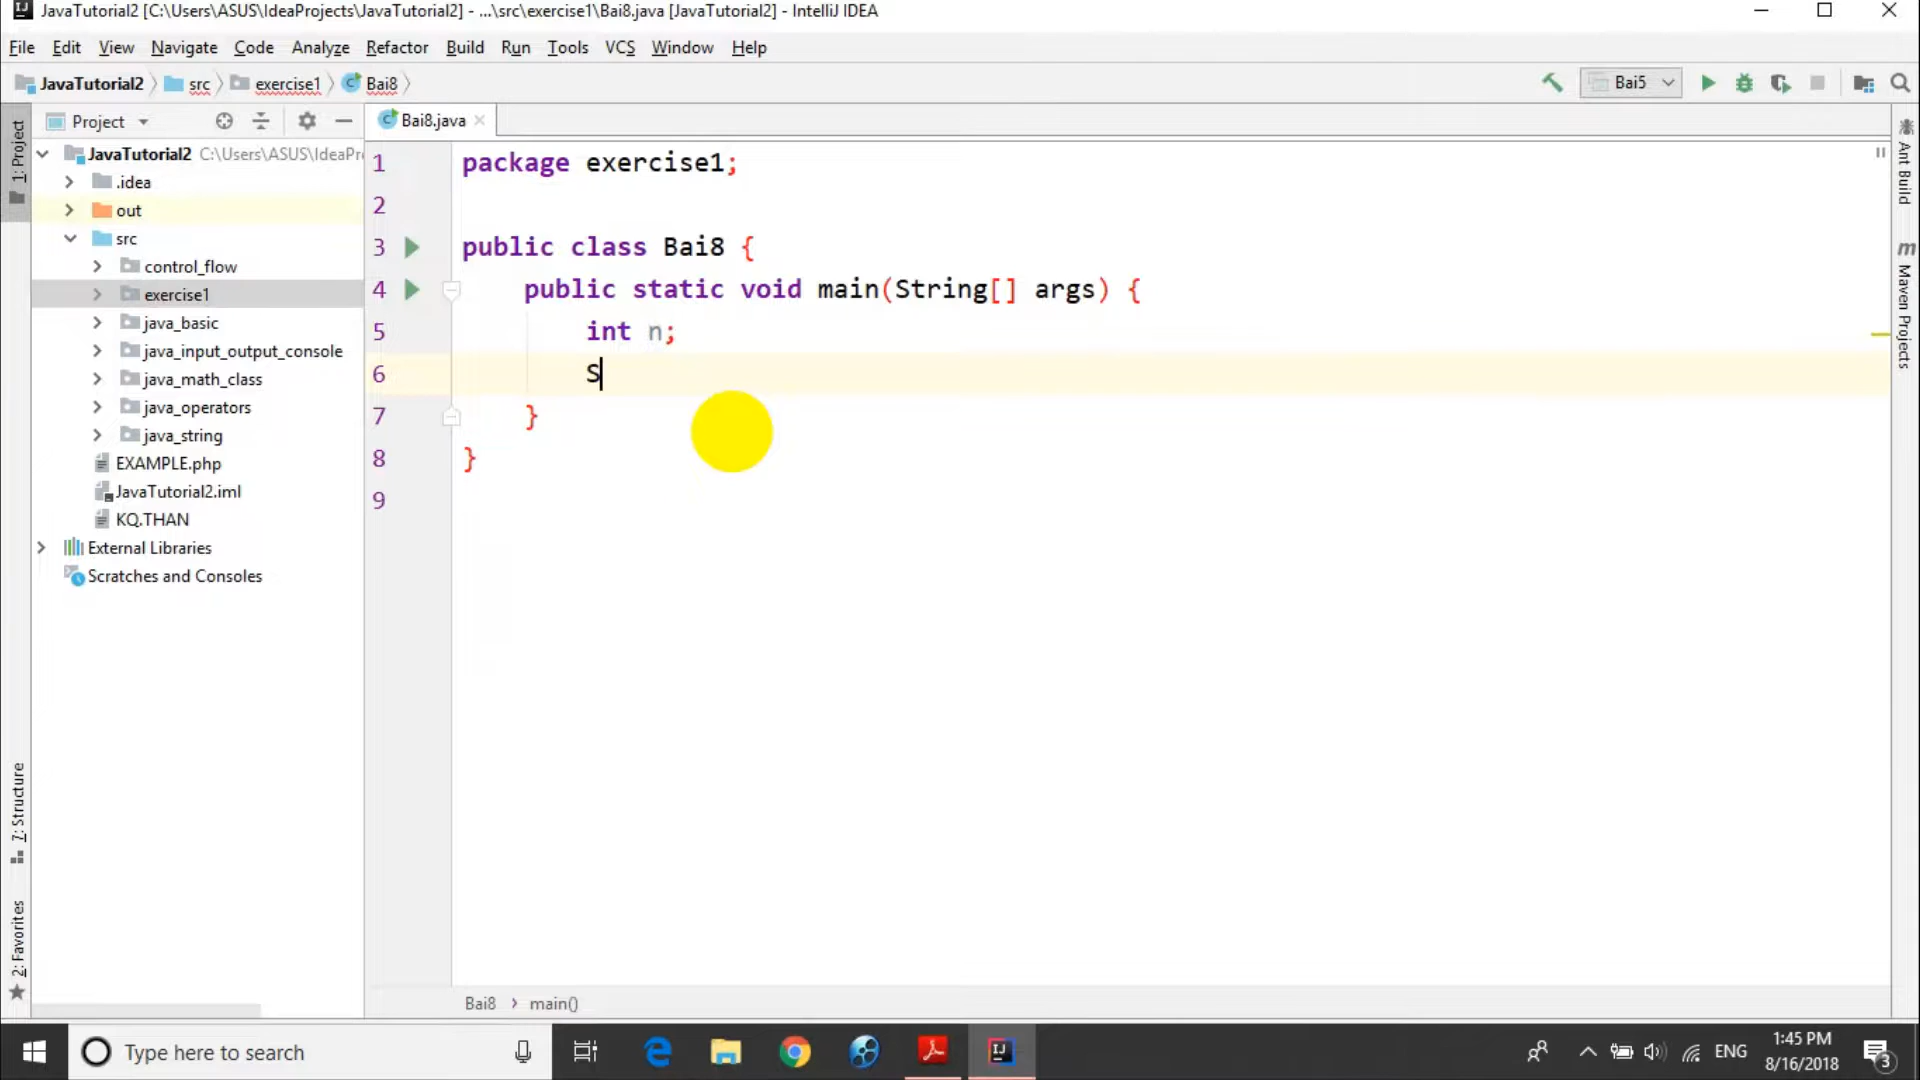 JavaTutorial2 [C:\Users\ASUS\IdeaProjects\JavaTutorial2] - ...\src\exercise1\Bai8.java [JavaTutorial2] - IntelliJ IDEA
File Edit View Navigate Code Analyze Refactor Build Run Tools VCS Window Help
JavaTutorial2 src exercise1 Bai8 Bai5
Project Bai8.java
1: Project
JavaTutorial2 C:\Users\ASUS\IdeaPr
.idea
out
src
control_flow
exercise1
java_basic
java_input_output_console
java_math_class
java_operators
java_string
EXAMPLE.php
JavaTutorial2.iml
KQ.THAN
External Libraries
Scratches and Consoles
7: Structure
2: Favorites
1 package exercise1;
2
3 public class Bai8 {
4 public static void main(String[] args) {
5 int n;
6 S
7 }
8 }
9
Bai8 > main()
Ant Build
m Maven Projects
Type here to search
ENG
1:45 PM
8/16/2018
3